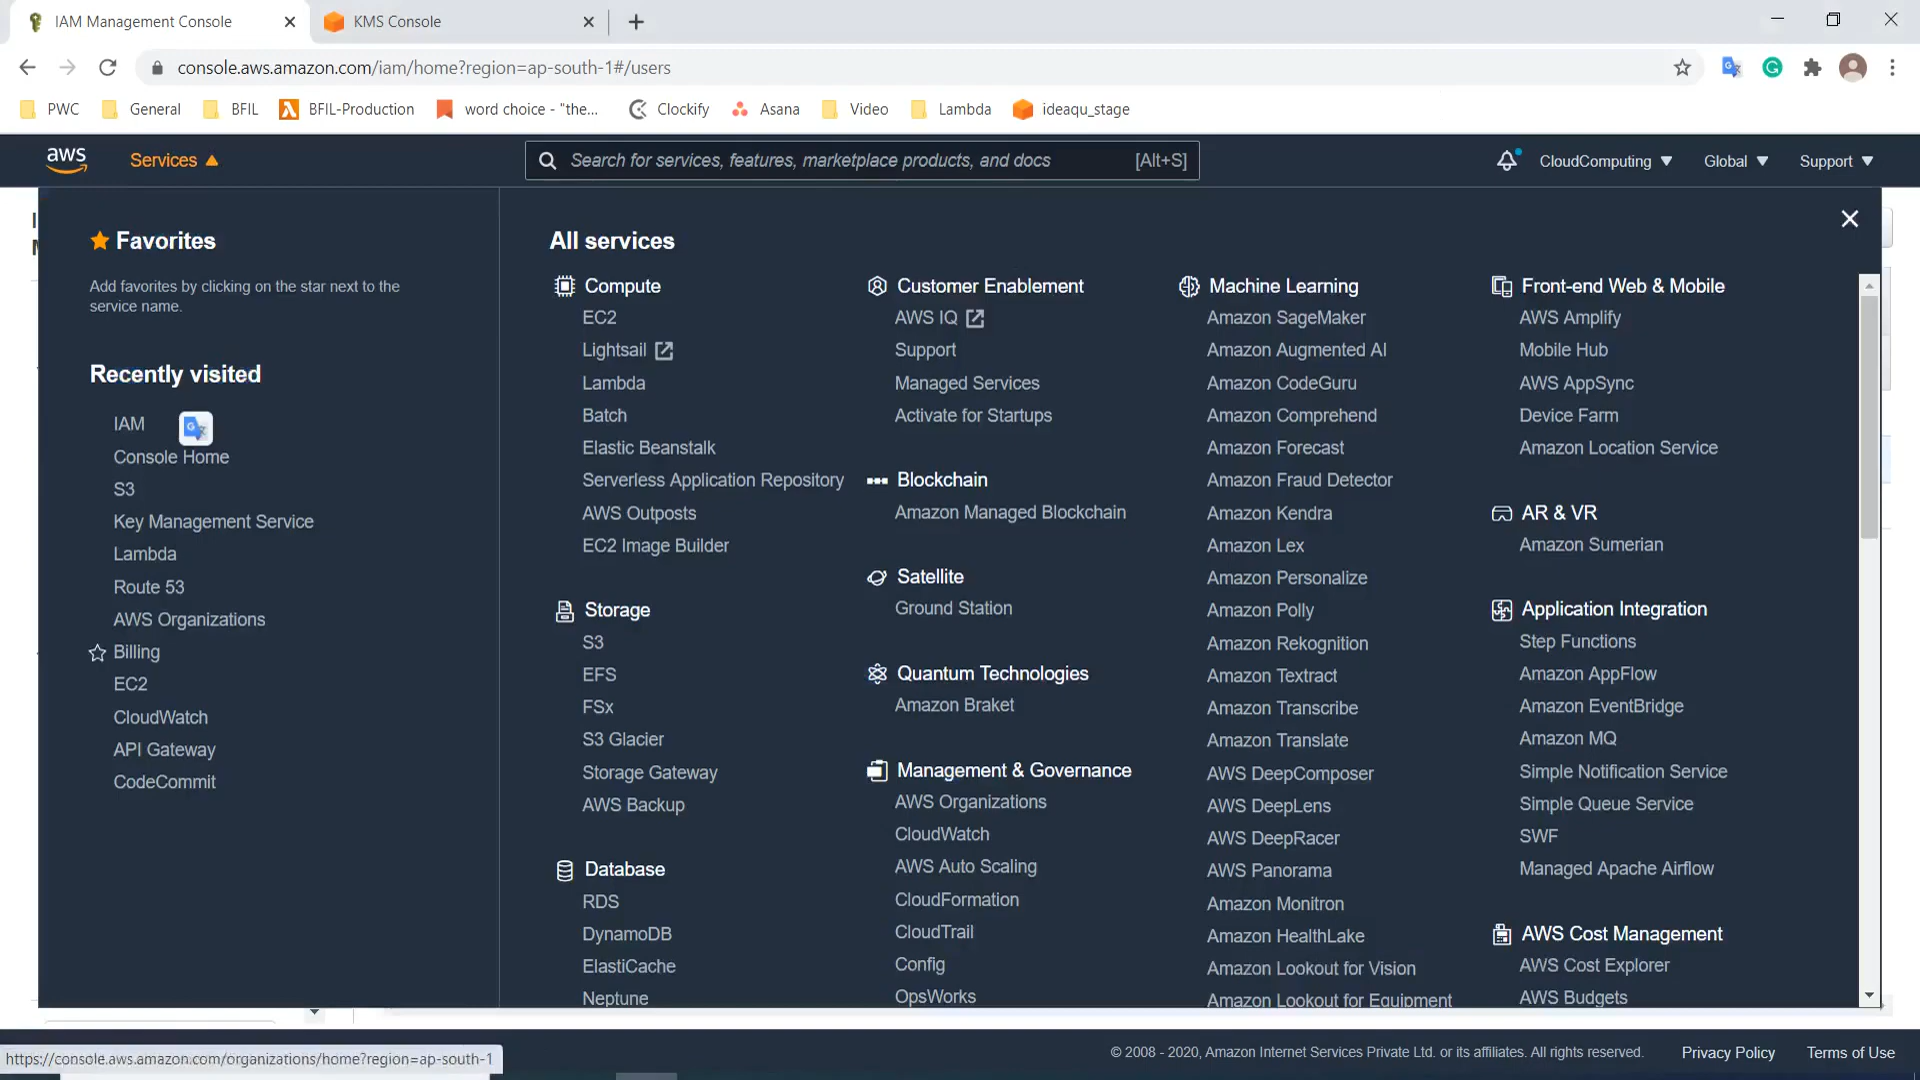 IAM Management Console
KMS Console
console.aws.amazon.com/iam/home?region=ap-south-1#/users
PWC
General
BFIL
BFIL-Production
word choice - "the...
Clockify
Asana
Video
Lambda
ideaqu_stage
aws
Services
Search for services, features, marketplace products, and docs
[Alt+S]
CloudComputing
Global
Support
Favorites
Add favorites by clicking on the star next to the
service name.
Recently visited
IAM
Console Home
S3
Key Management Service
Lambda
Route 53
AWS Organizations
Billing
EC2
CloudWatch
API Gateway
CodeCommit
All services
Compute
EC2
Lightsail
Lambda
Batch
Elastic Beanstalk
Serverless Application Repository
AWS Outposts
EC2 Image Builder
Storage
S3
EFS
FSx
S3 Glacier
Storage Gateway
AWS Backup
Database
RDS
DynamoDB
ElastiCache
Neptune
Customer Enablement
AWS IQ
Support
Managed Services
Activate for Startups
Blockchain
Amazon Managed Blockchain
Satellite
Ground Station
Quantum Technologies
Amazon Braket
Management & Governance
AWS Organizations
CloudWatch
AWS Auto Scaling
CloudFormation
CloudTrail
Config
OpsWorks
Machine Learning
Amazon SageMaker
Amazon Augmented AI
Amazon CodeGuru
Amazon Comprehend
Amazon Forecast
Amazon Fraud Detector
Amazon Kendra
Amazon Lex
Amazon Personalize
Amazon Polly
Amazon Rekognition
Amazon Textract
Amazon Transcribe
Amazon Translate
AWS DeepComposer
AWS DeepLens
AWS DeepRacer
AWS Panorama
Amazon Monitron
Amazon HealthLake
Amazon Lookout for Vision
Amazon Lookout for Equipment
Front-end Web & Mobile
AWS Amplify
Mobile Hub
AWS AppSync
Device Farm
Amazon Location Service
AR & VR
Amazon Sumerian
Application Integration
Step Functions
Amazon AppFlow
Amazon EventBridge
Amazon MQ
Simple Notification Service
Simple Queue Service
SWF
Managed Apache Airflow
AWS Cost Management
AWS Cost Explorer
AWS Budgets
https://console.aws.amazon.com/organizations/home?region=ap-south-1
© 2008 - 2020, Amazon Internet Services Private Ltd. or its affiliates. All rights reserved.
Privacy Policy
Terms of Use